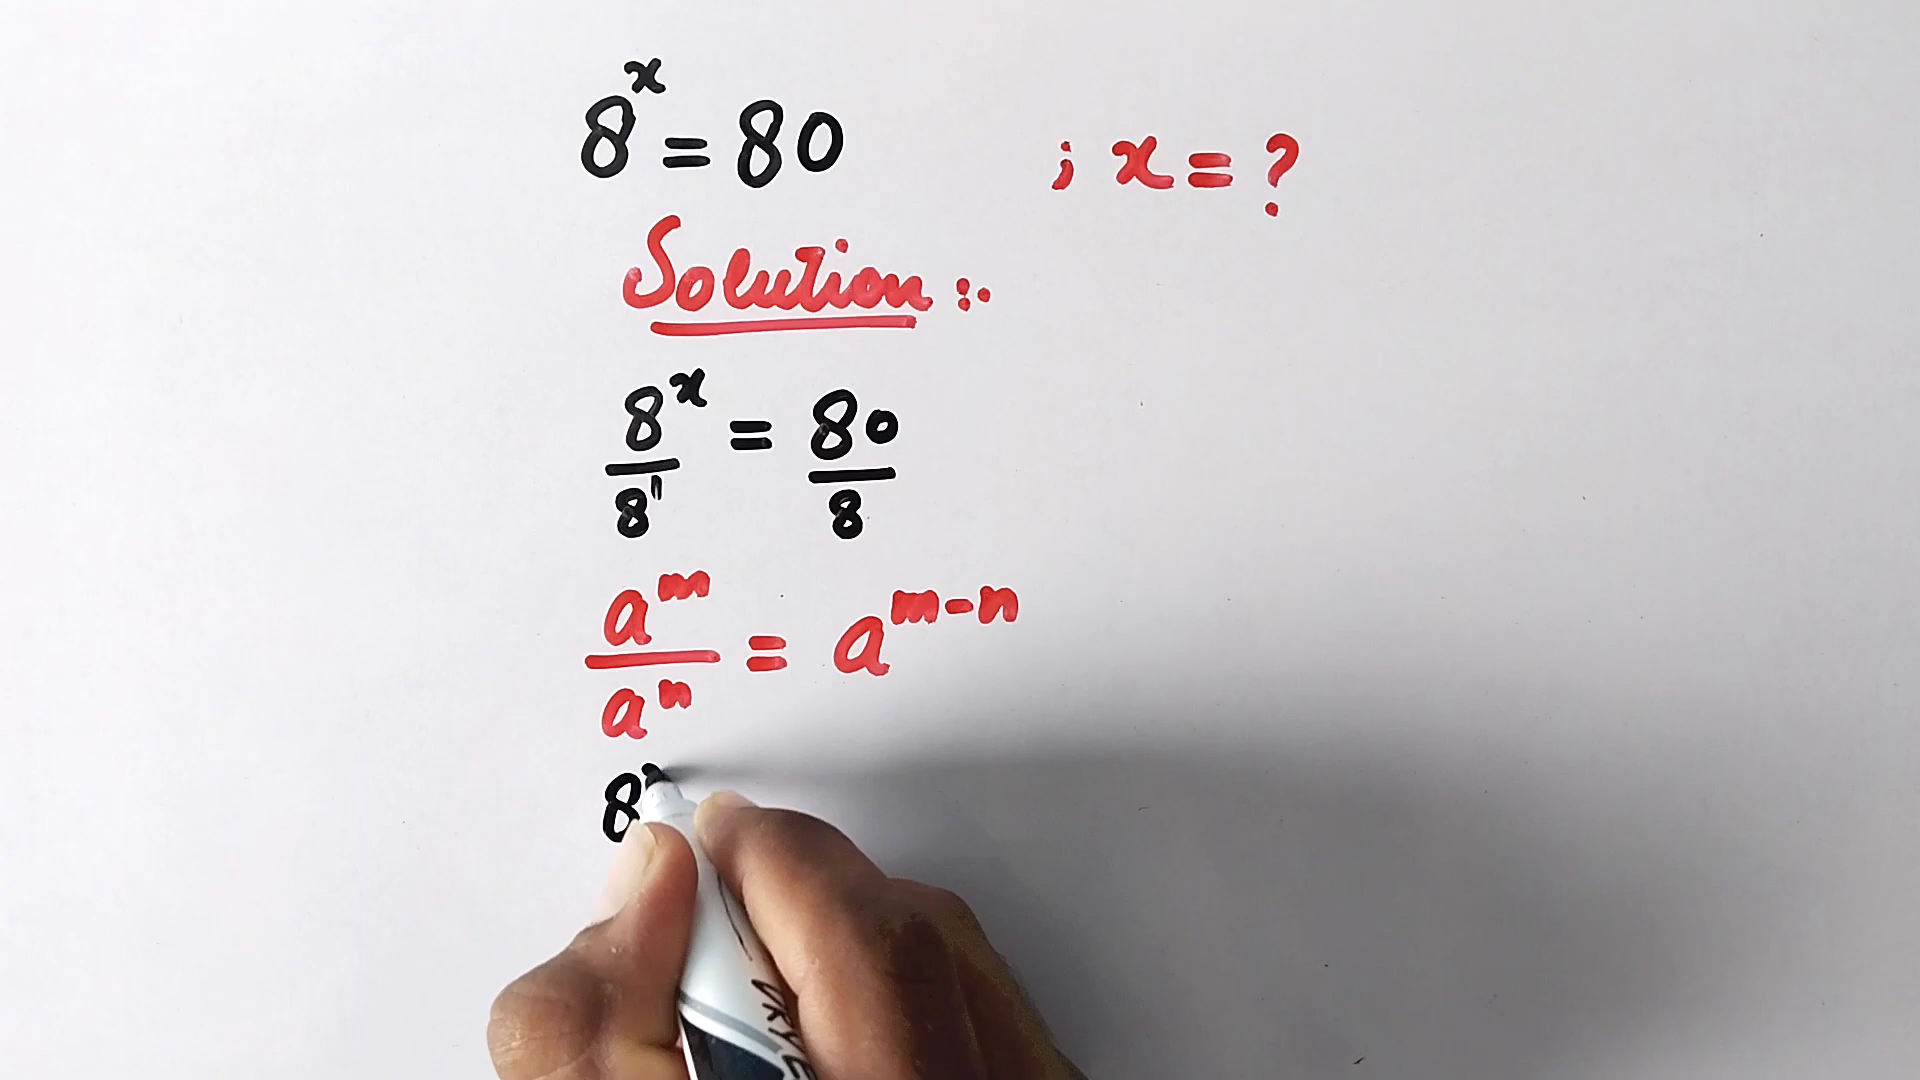 8^x = 80 ; x = ?
Solution :-
8^x/8^1 = 80/8
a^m/a^n = a^(m-n)
8